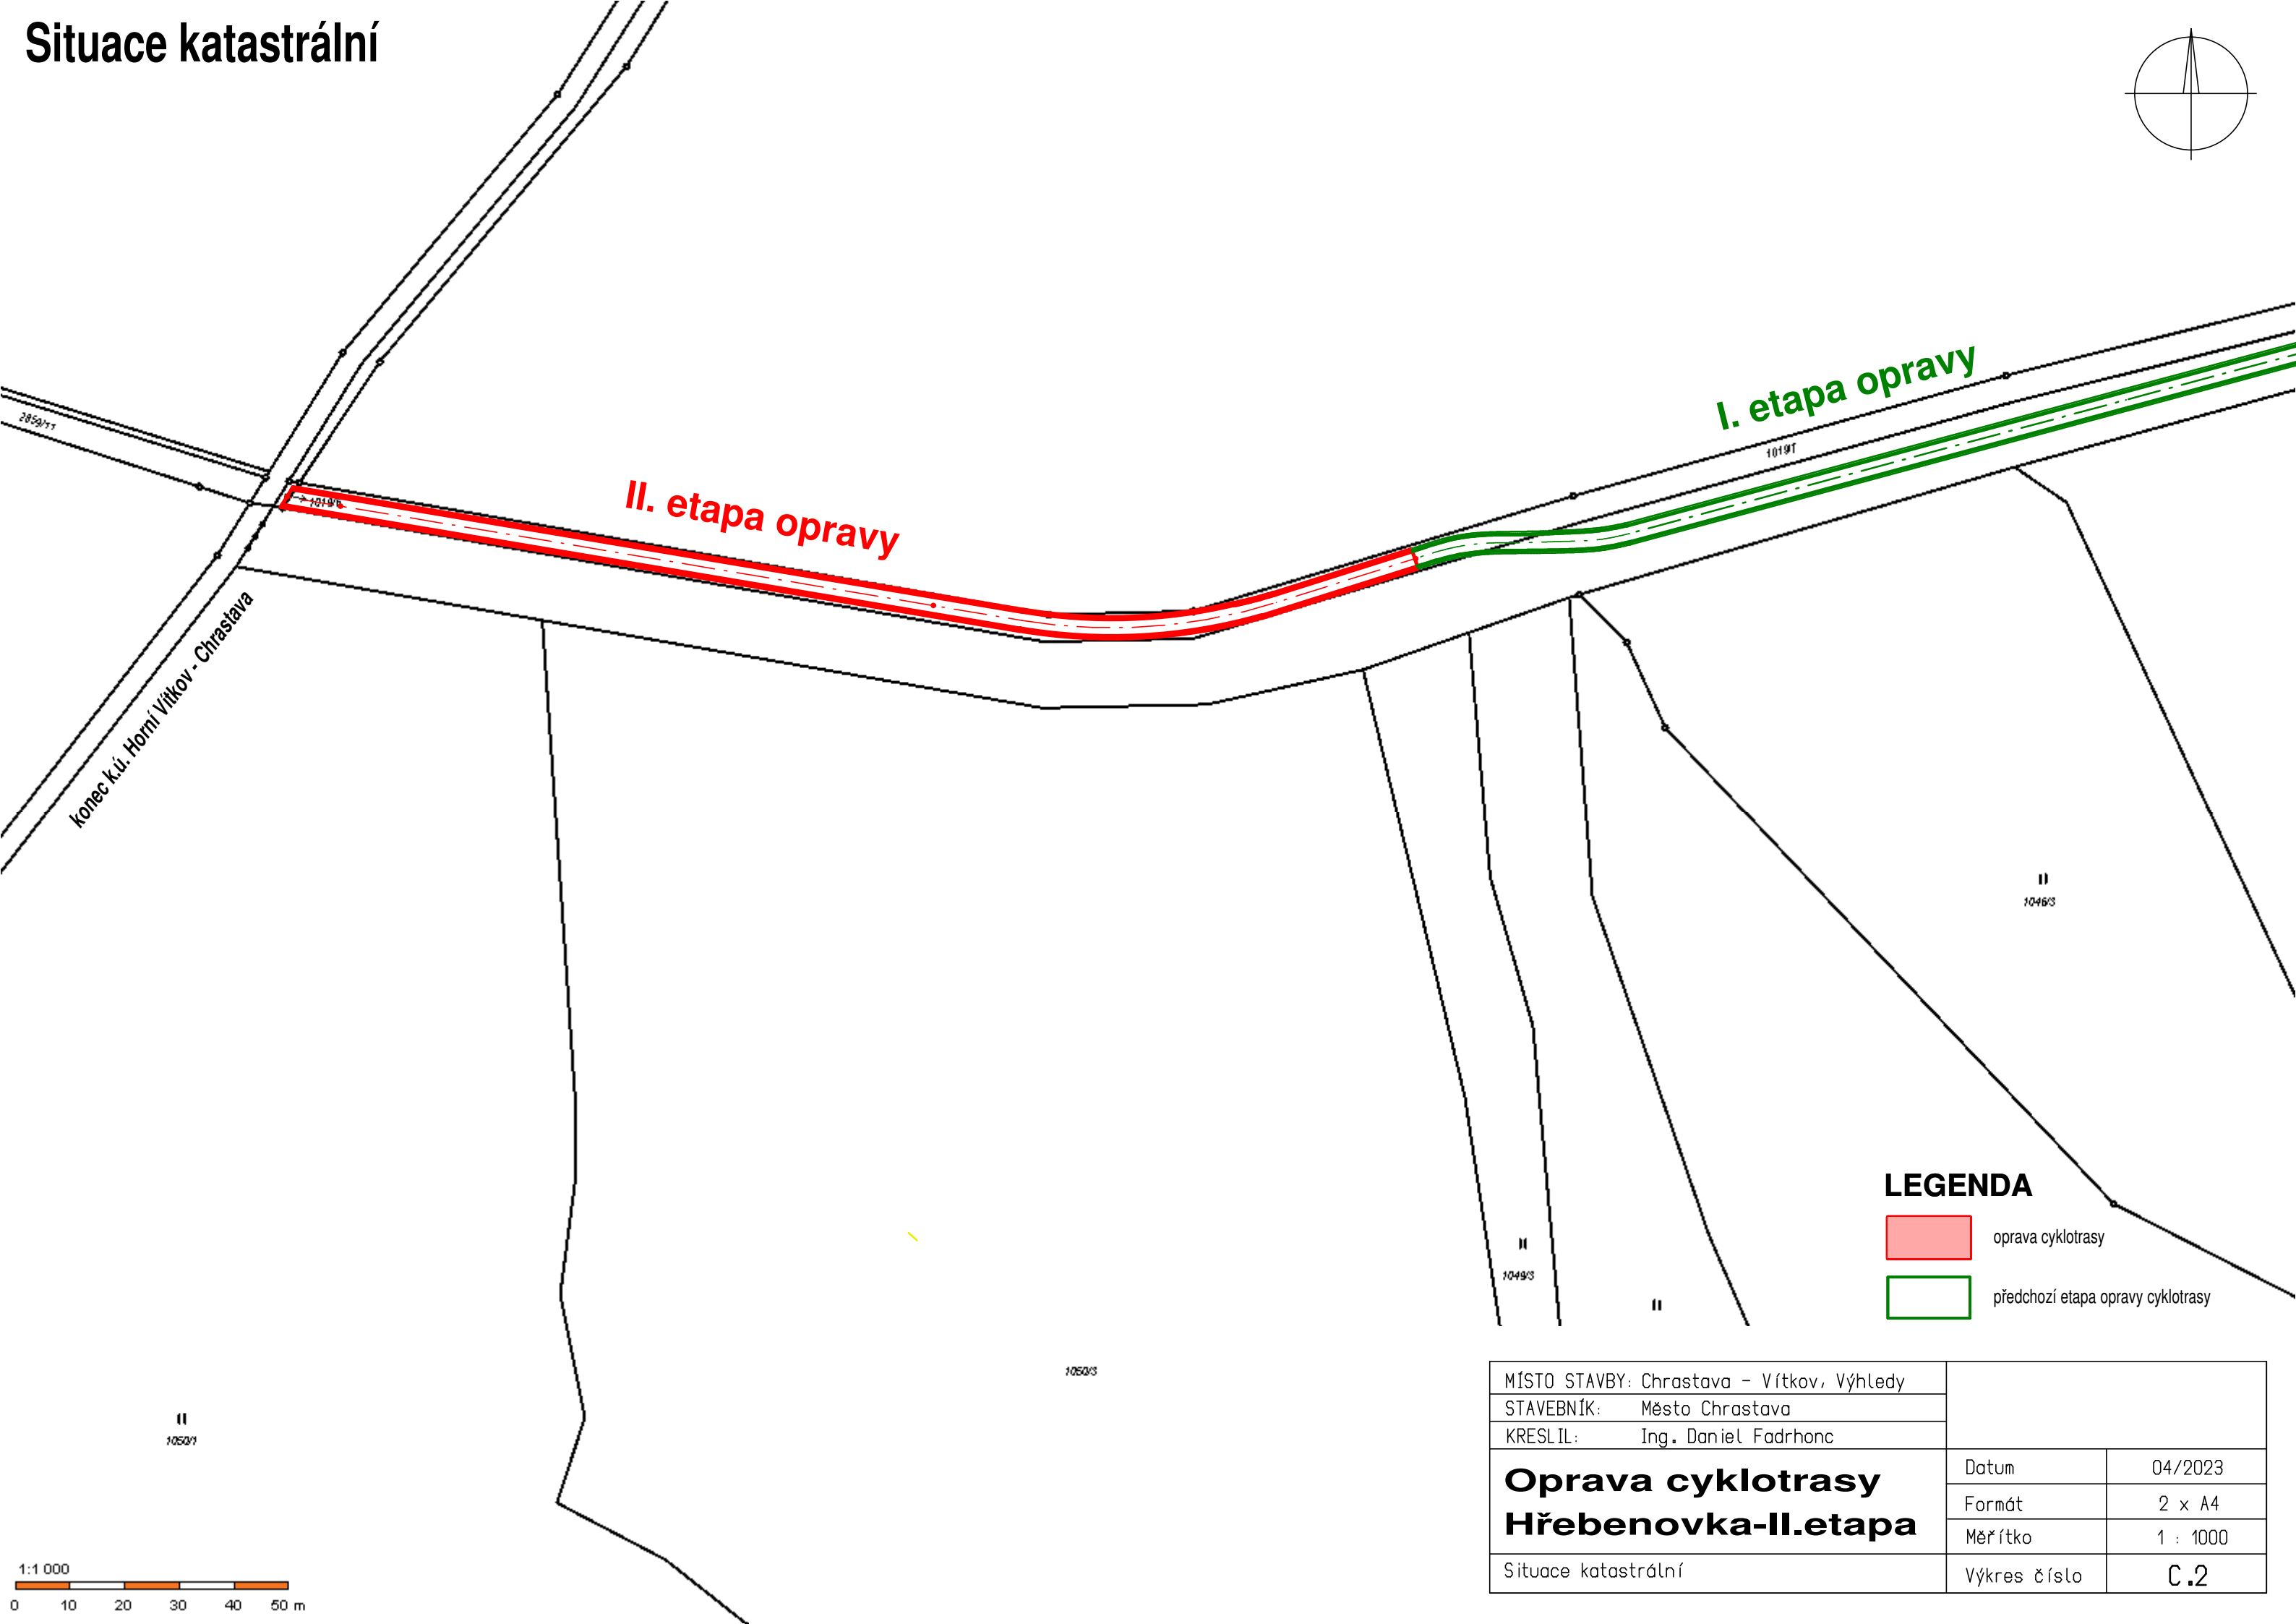 Situace katastrální
I. etapa opravy
II. etapa opravy
2859/11
1019/1
konec k.ú. Horní Vítkov - Chrastava
1046/3
1049/3
1050/3
1050/1
LEGENDA
oprava cyklotrasy
předchozí etapa opravy cyklotrasy
MÍSTO STAVBY: Chrastava - Vítkov, Výhledy
STAVEBNÍK: Město Chrastava
KRESLIL: Ing. Daniel Fadrhonc
Oprava cyklotrasy
Hřebenovka-II.etapa
Situace katastrální
Datum 04/2023
Formát 2 x A4
Měřítko 1 : 1000
Výkres číslo C.2
1:1 000
0 10 20 30 40 50 m